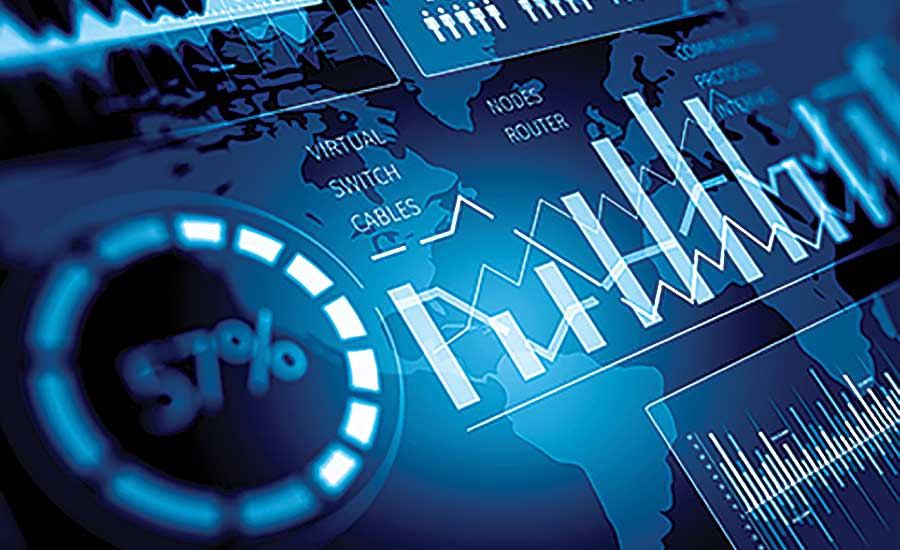 NODES
ROUTER
VIRTUAL
SWITCH
CABLES
57%